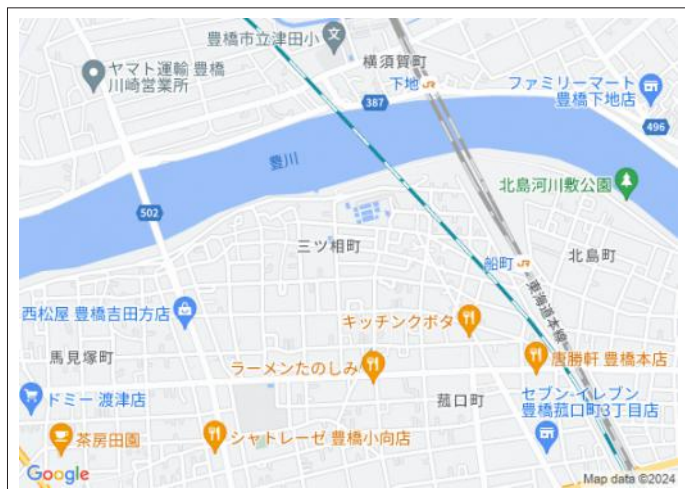 豊橋市立津田小
横須賀町
ヤマト運輸 豊橋
川崎営業所
下地
ファミリーマート
豊橋下地店
387
496
豊川
北島河川敷公園
502
三ツ相町
船町
北島町
東海道本線
西松屋 豊橋吉田方店
キッチンクボタ
馬見塚町
ラーメンたのしみ
唐勝軒 豊橋本店
ドミー 渡津店
菰口町
セブン-イレブン
豊橋菰口町3丁目店
茶房田園
シャトレーゼ 豊橋小向店
Google
Map data ©2024